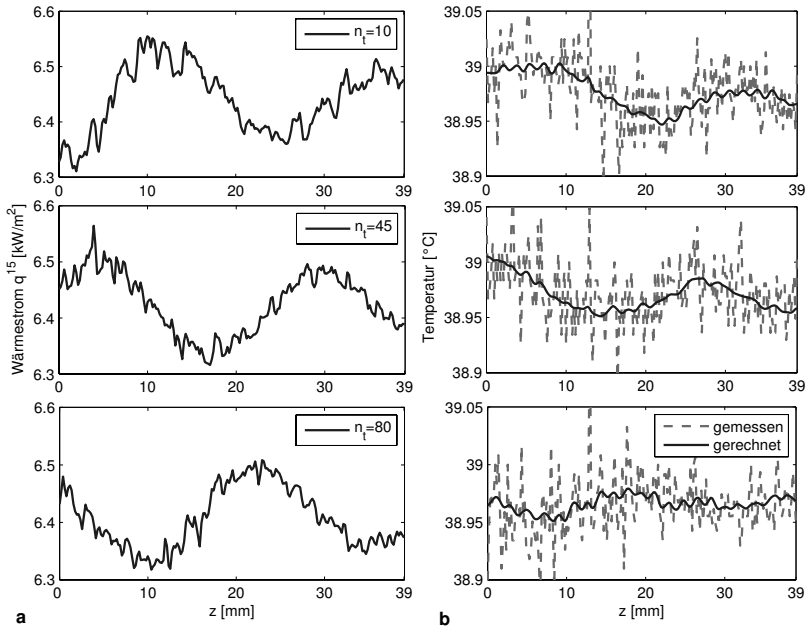 6.6
6.5
6.4
6.3
0 10 20 30 39
n_t=10
39.05
39
38.95
38.9
0 10 20 30 39
6.6
6.5
6.4
6.3
0 10 20 30 39
n_t=45
Wärmestrom q^15 [kW/m^2]
39.05
39
38.95
38.9
0 10 20 30 39
Temperatur [°C]
6.6
6.5
6.4
6.3
0 10 20 30 39
n_t=80
z [mm]
a
39.05
39
38.95
38.9
0 10 20 30 39
gemessen
gerechnet
z [mm]
b